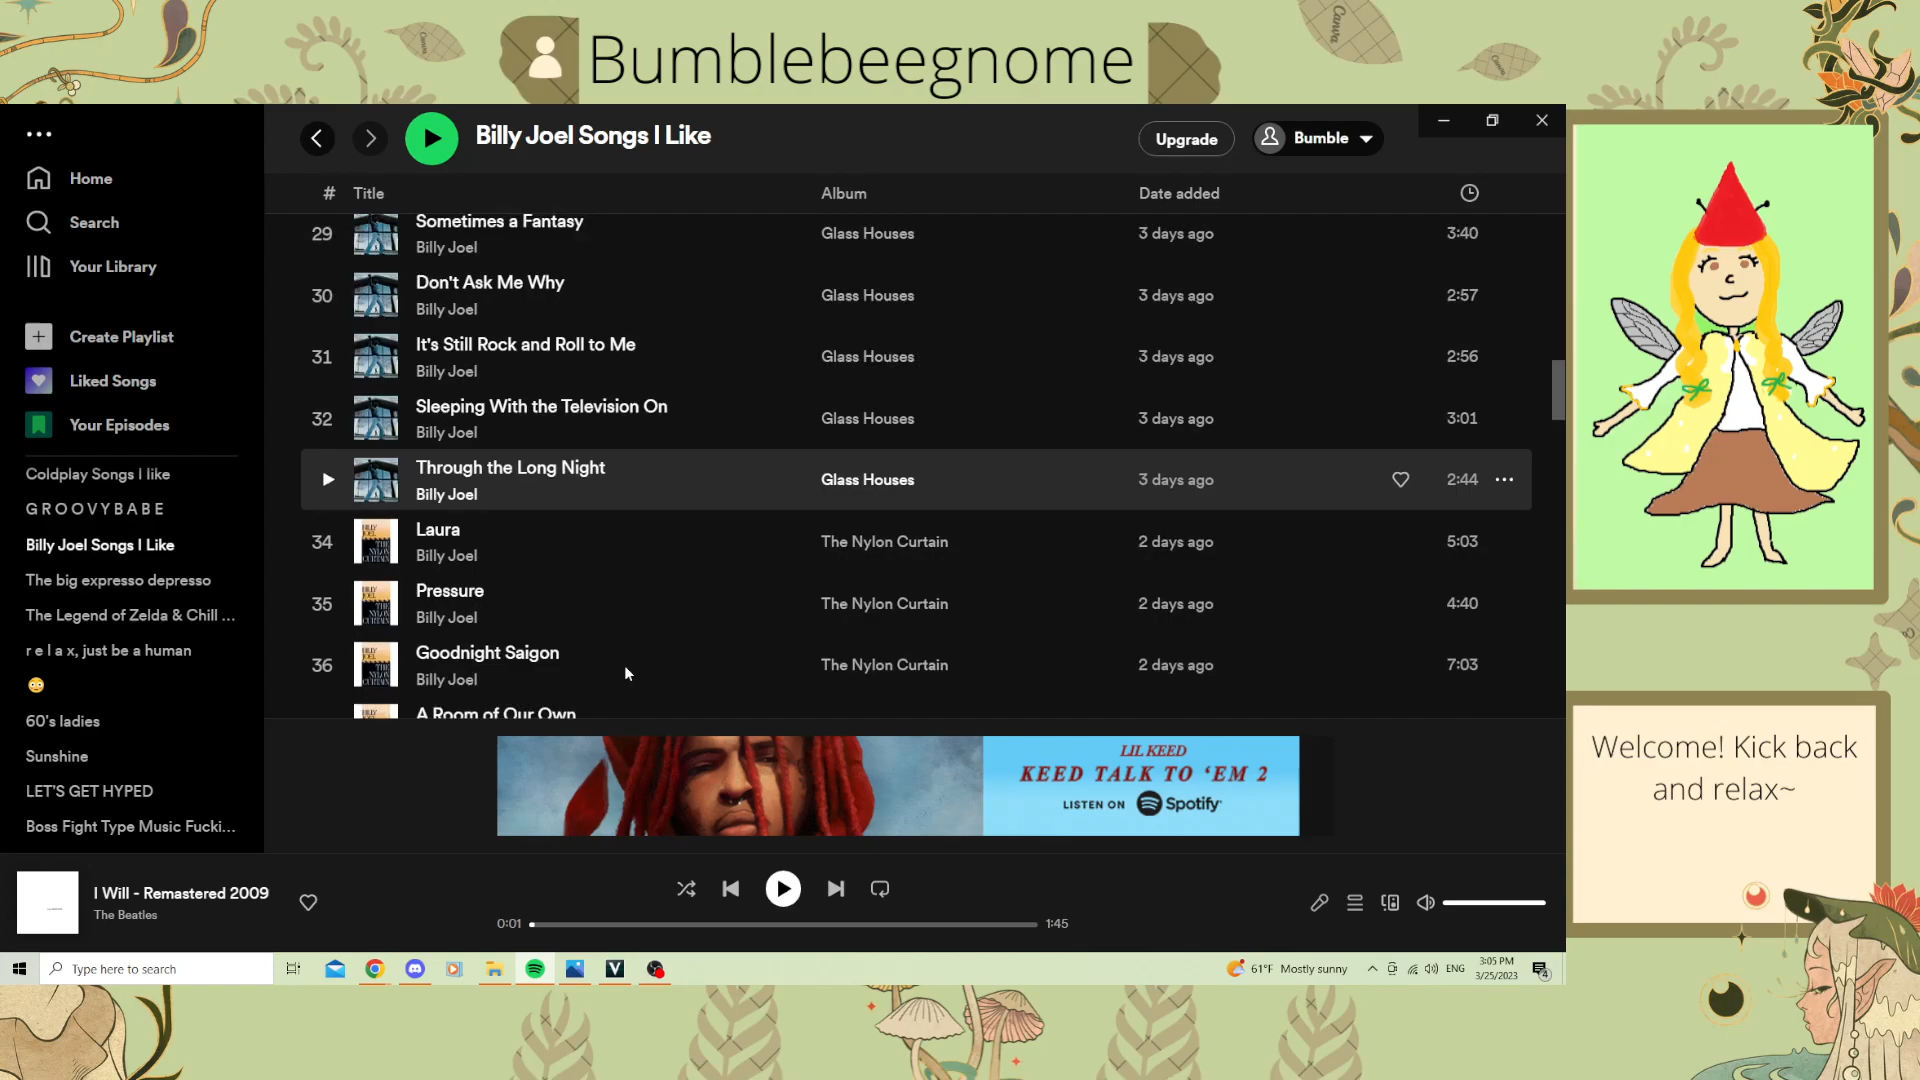 Canva
Canva
Bumblebeegnome
Billy Joel Songs I Like
Upgrade
Bumble
Home
Search
Your Library
Create Playlist
Liked Songs
Your Episodes
Coldplay Songs I like
G R O O V Y B A B E
Billy Joel Songs I Like
The big expresso depresso
The Legend of Zelda & Chill ...
r e l a x, just be a human
60's ladies
Sunshine
LET'S GET HYPED
Boss Fight Type Music Fucki...
# Title Album Date added
29 Sometimes a Fantasy Glass Houses 3 days ago 3:40
Billy Joel
30 Don't Ask Me Why Glass Houses 3 days ago 2:57
Billy Joel
31 It's Still Rock and Roll to Me Glass Houses 3 days ago 2:56
Billy Joel
32 Sleeping With the Television On Glass Houses 3 days ago 3:01
Billy Joel
Through the Long Night Glass Houses 3 days ago 2:44
Billy Joel
34 Laura The Nylon Curtain 2 days ago 5:03
Billy Joel
35 Pressure The Nylon Curtain 2 days ago 4:40
Billy Joel
36 Goodnight Saigon The Nylon Curtain 2 days ago 7:03
Billy Joel
A Room of Our Own
LIL KEED
KEED TALK TO 'EM 2
LISTEN ON Spotify
Welcome! Kick back
and relax~
I Will - Remastered 2009
The Beatles
0:01 1:45
Type here to search
61°F Mostly sunny
ENG
3:05 PM
3/25/2023
4